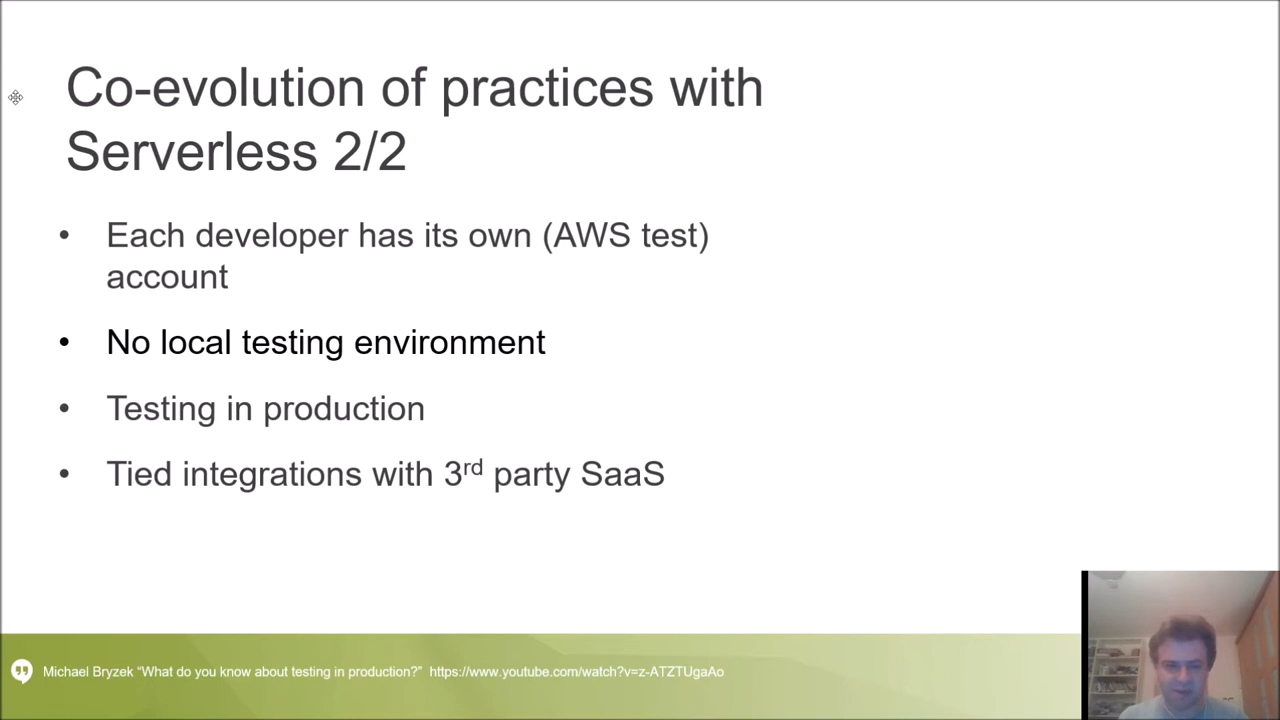 Co-evolution of practices with
Serverless 2/2
• Each developer has its own (AWS test)
account
• No local testing environment
• Testing in production
• Tied integrations with 3rd party SaaS
Michael Bryzek “What do you know about testing in production?” https://www.youtube.com/watch?v=z-ATZTUgaAo